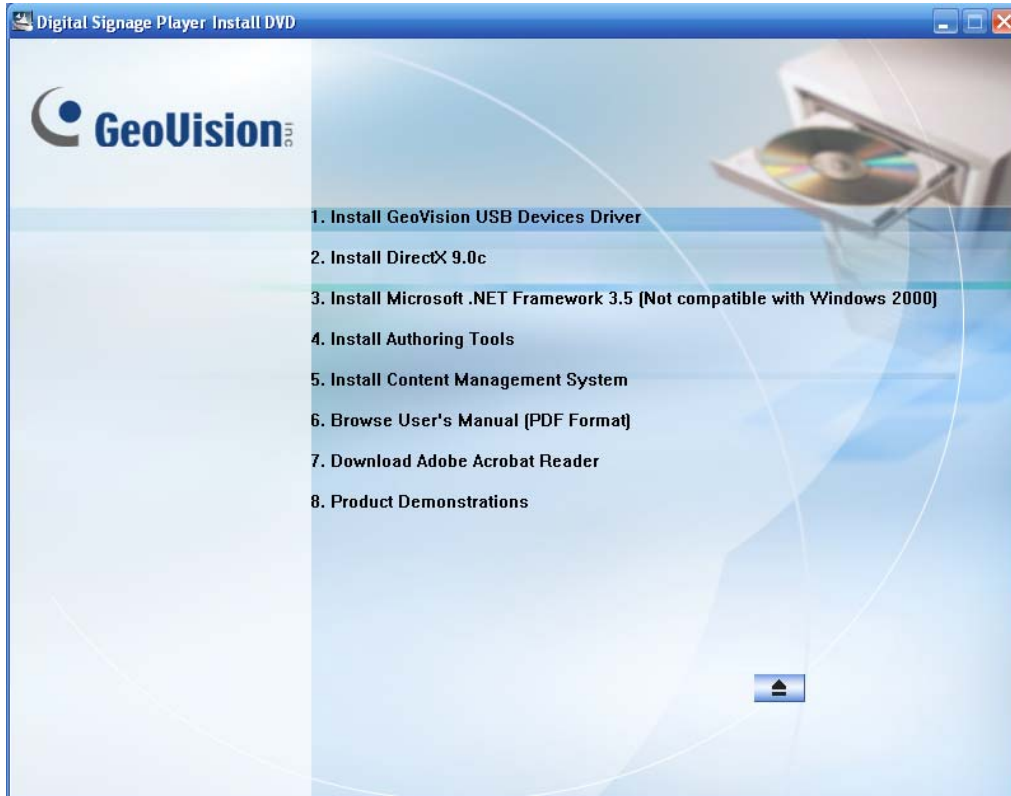 Digital Signage Player Install DVD
GeoVision inc
1. Install GeoVision USB Devices Driver
2. Install DirectX 9.0c
3. Install Microsoft .NET Framework 3.5 (Not compatible with Windows 2000)
4. Install Authoring Tools
5. Install Content Management System
6. Browse User's Manual (PDF Format)
7. Download Adobe Acrobat Reader
8. Product Demonstrations